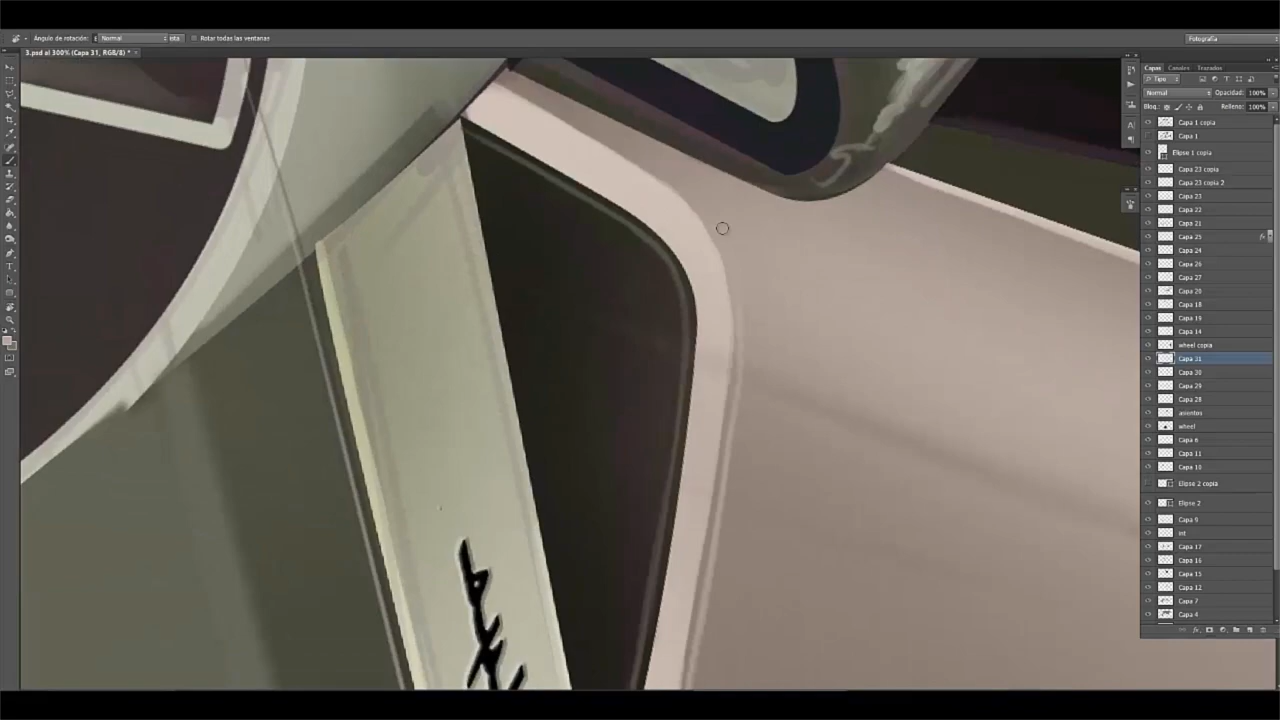 Ángulo de rotación: Normal Rotar todas las ventanas Fotografía
3.psd al 300% (Capa 31, RGB/8) *
Capas Canales Trazados
Tipo
Normal Opacidad: 100%
Bloq.: Relleno: 100%
Capa 1 copia
Capa 1
Elipse 1 copia
Capa 23 copia
Capa 23 copia 2
Capa 23
Capa 22
Capa 21
Capa 25
Capa 24
Capa 26
Capa 27
Capa 20
Capa 18
Capa 19
Capa 14
wheel copia
Capa 31
Capa 30
Capa 29
Capa 28
asientos
wheel
Capa 6
Capa 11
Capa 10
Elipse 2 copia
Elipse 2
Capa 9
int
Capa 17
Capa 16
Capa 15
Capa 12
Capa 7
Capa 4